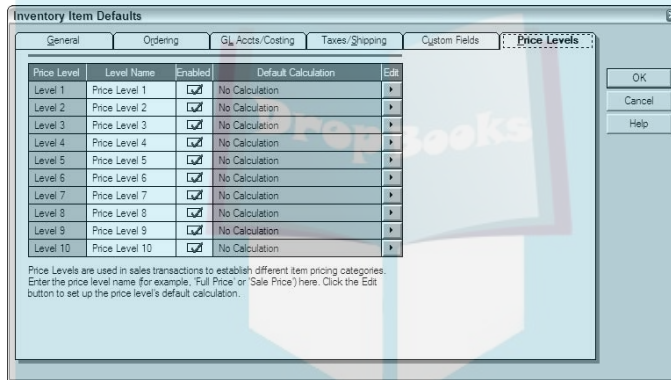 Inventory Item Defaults
General
Ordering
GL Accts/Costing
Taxes/Shipping
Custom Fields
Price Levels
Price Level Level Name Enabled Default Calculation Edit
Level 1 Price Level 1 No Calculation
Level 2 Price Level 2 No Calculation
Level 3 Price Level 3 No Calculation
Level 4 Price Level 4 No Calculation
Level 5 Price Level 5 No Calculation
Level 6 Price Level 6 No Calculation
Level 7 Price Level 7 No Calculation
Level 8 Price Level 8 No Calculation
Level 9 Price Level 9 No Calculation
Level 10 Price Level 10 No Calculation
OK
Cancel
Help
Price Levels are used in sales transactions to establish different item pricing categories.
Enter the price level name (for example, 'Full Price' or 'Sale Price') here. Click the Edit
button to set up the price level's default calculation.
DropBooks